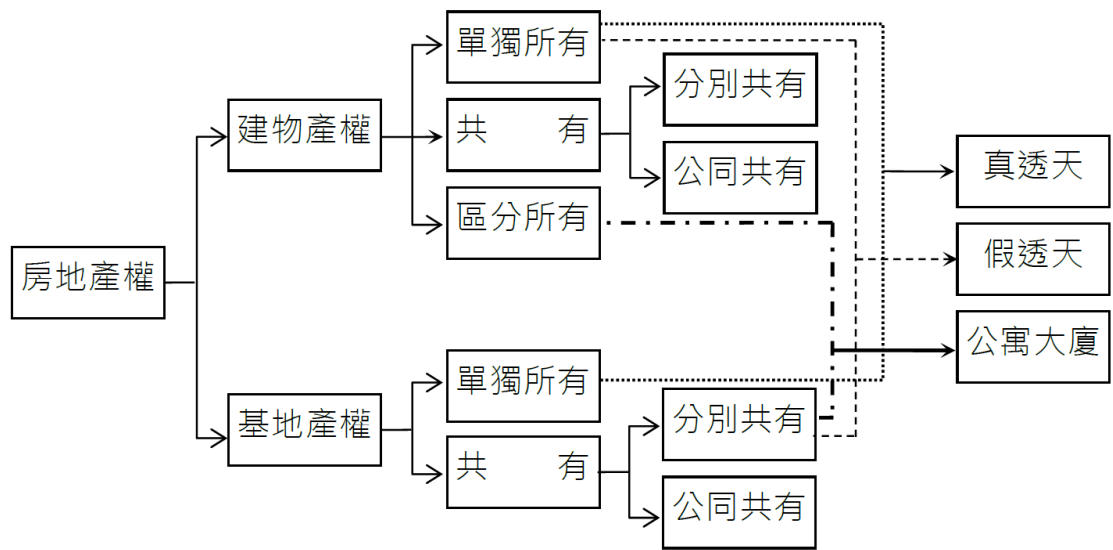 房地產權
建物產權
單獨所有
共　　有
分別共有
公同共有
區分所有
基地產權
單獨所有
共　　有
分別共有
公同共有
真透天
假透天
公寓大廈